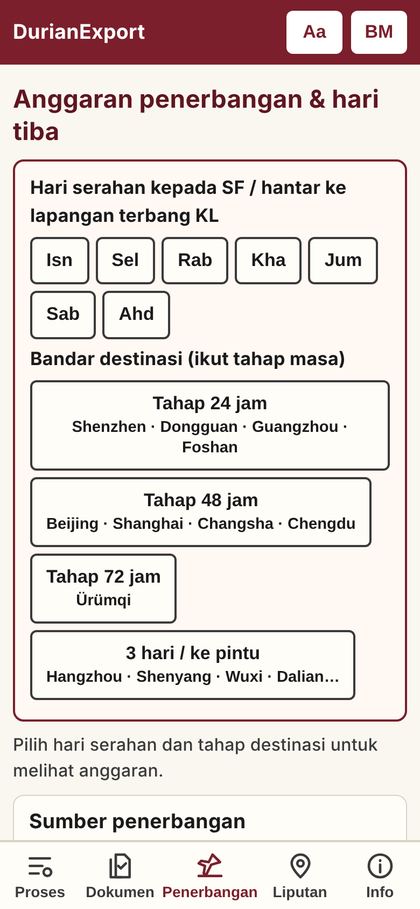 DurianExport
Aa
BM
Anggaran penerbangan & hari
tiba
Hari serahan kepada SF / hantar ke
lapangan terbang KL
Isn
Sel
Rab
Kha
Jum
Sab
Ahd
Bandar destinasi (ikut tahap masa)
Tahap 24 jam
Shenzhen · Dongguan · Guangzhou ·
Foshan
Tahap 48 jam
Beijing · Shanghai · Changsha · Chengdu
Tahap 72 jam
Ürümqi
3 hari / ke pintu
Hangzhou · Shenyang · Wuxi · Dalian…
Pilih hari serahan dan tahap destinasi untuk
melihat anggaran.
Sumber penerbangan
Proses
Dokumen
Penerbangan
Liputan
Info